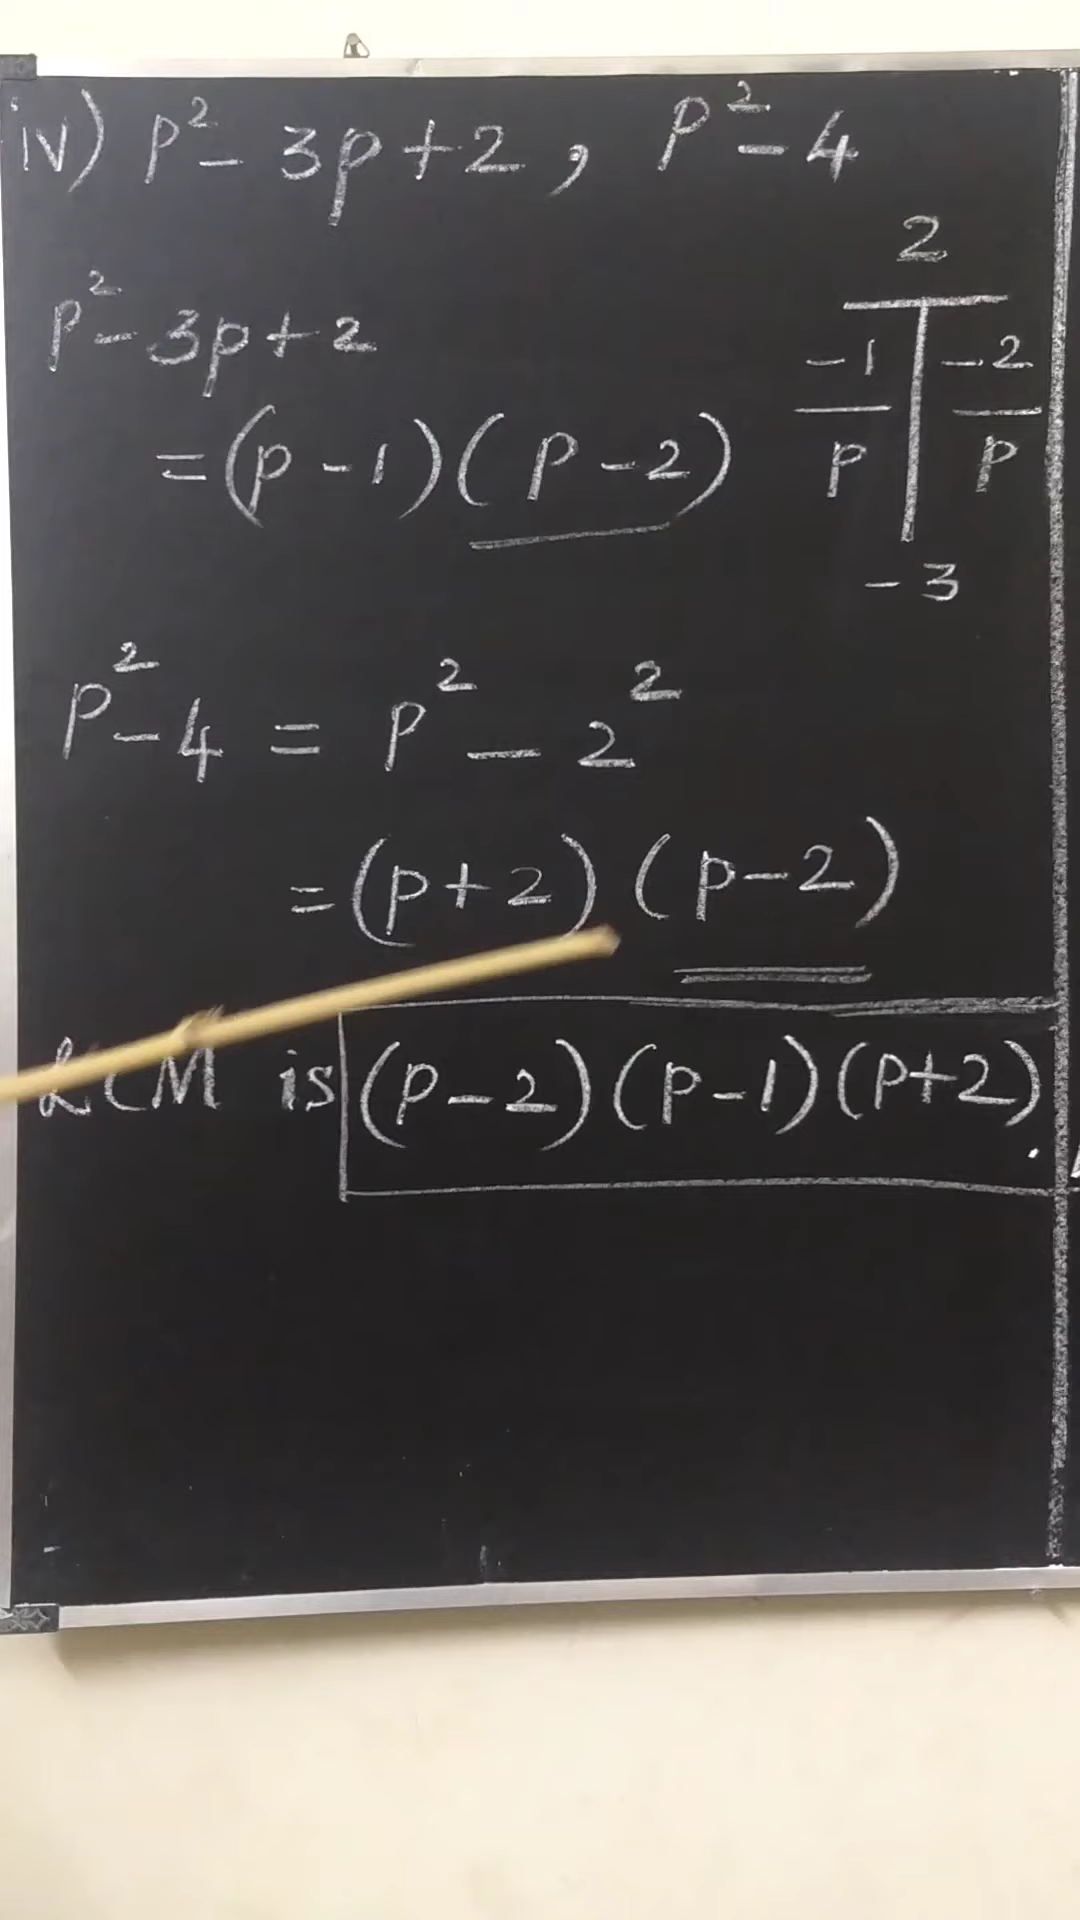 iv) p² - 3p + 2 , p² - 4
p² - 3p + 2
= (p - 1) (p - 2)
2
-1 -2
p p
-3
p² - 4 = p² - 2²
= (p + 2) (p - 2)
LCM is (p - 2) (p - 1) (p + 2).